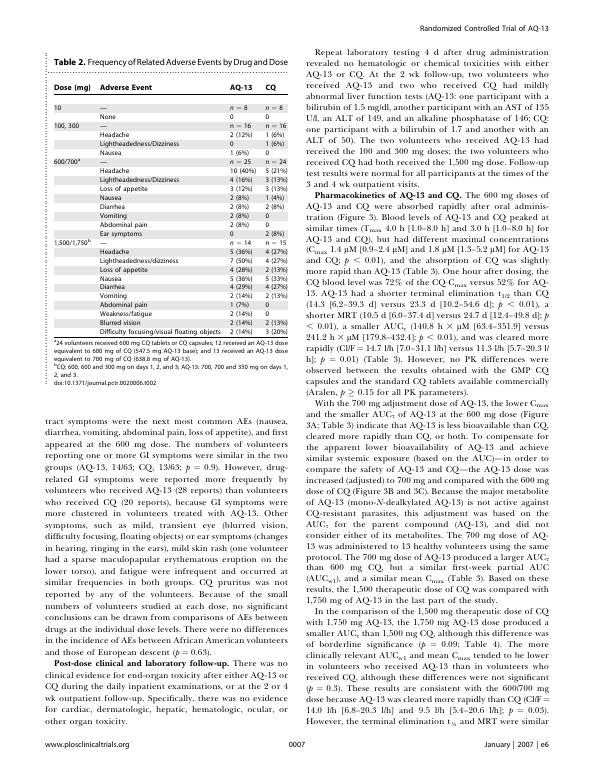 Randomized Controlled Trial of AQ-13
Table 2. Frequency of Related Adverse Events by Drug and Dose
Dose (mg) Adverse Event AQ-13 CQ
10 — n = 8 n = 8
None 0 0
100, 300 — n = 16 n = 16
Headache 2 (12%) 1 (6%)
Lightheadedness/Dizziness 0 1 (6%)
Nausea 1 (6%) 0
600/700a — n = 25 n = 24
Headache 10 (40%) 5 (21%)
Lightheadedness/Dizziness 4 (16%) 3 (13%)
Loss of appetite 3 (12%) 3 (13%)
Nausea 2 (8%) 1 (4%)
Diarrhea 2 (8%) 2 (8%)
Vomiting 2 (8%) 0
Abdominal pain 2 (8%) 0
Ear symptoms 0 2 (8%)
1,500/1,750b — n = 14 n = 15
Headache 5 (36%) 4 (27%)
Lightheadedness/dizziness 7 (50%) 4 (27%)
Loss of appetite 4 (28%) 2 (13%)
Nausea 5 (36%) 5 (33%)
Diarrhea 4 (29%) 4 (27%)
Vomiting 2 (14%) 2 (13%)
Abdominal pain 1 (7%) 0
Weakness/fatigue 2 (14%) 0
Blurred vision 2 (14%) 2 (13%)
Difficulty focusing/visual floating objects 2 (14%) 3 (20%)
a24 volunteers received 600 mg CQ tablets or CQ capsules; 12 received an AQ-13 dose
equivalent to 600 mg of CQ (547.5 mg AQ-13 base); and 13 received an AQ-13 dose
equivalent to 700 mg of CQ (638.8 mg of AQ-13).
bCQ: 600, 600 and 300 mg on days 1, 2, and 3; AQ-13: 700, 700 and 350 mg on days 1,
2, and 3.
doi:10.1371/journal.pctr.0020006.t002
tract symptoms were the next most common AEs (nausea,
diarrhea, vomiting, abdominal pain, loss of appetite), and first
appeared at the 600 mg dose. The numbers of volunteers
reporting one or more GI symptoms were similar in the two
groups (AQ-13, 14/63; CQ, 13/63; p = 0.9). However, drug-
related GI symptoms were reported more frequently by
volunteers who received AQ-13 (28 reports) than volunteers
who received CQ (20 reports), because GI symptoms were
more clustered in volunteers treated with AQ-13. Other
symptoms, such as mild, transient eye (blurred vision,
difficulty focusing, floating objects) or ear symptoms (changes
in hearing, ringing in the ears), mild skin rash (one volunteer
had a sparse maculopapular erythematous eruption on the
lower torso), and fatigue were infrequent and occurred at
similar frequencies in both groups. CQ pruritus was not
reported by any of the volunteers. Because of the small
numbers of volunteers studied at each dose, no significant
conclusions can be drawn from comparisons of AEs between
drugs at the individual dose levels. There were no differences
in the incidence of AEs between African American volunteers
and those of European descent (p = 0.63).
Post-dose clinical and laboratory follow-up. There was no
clinical evidence for end-organ toxicity after either AQ-13 or
CQ during the daily inpatient examinations, or at the 2 or 4
wk outpatient follow-up. Specifically, there was no evidence
for cardiac, dermatologic, hepatic, hematologic, ocular, or
other organ toxicity.
Repeat laboratory testing 4 d after drug administration
revealed no hematologic or chemical toxicities with either
AQ-13 or CQ. At the 2 wk follow-up, two volunteers who
received AQ-13 and two who received CQ had mildly
abnormal liver function tests (AQ-13: one participant with a
bilirubin of 1.5 mg/dl, another participant with an AST of 135
U/l, an ALT of 149, and an alkaline phosphatase of 146; CQ:
one participant with a bilirubin of 1.7 and another with an
ALT of 50). The two volunteers who received AQ-13 had
received the 100 and 300 mg doses; the two volunteers who
received CQ had both received the 1,500 mg dose. Follow-up
test results were normal for all participants at the times of the
3 and 4 wk outpatient visits.
Pharmacokinetics of AQ-13 and CQ. The 600 mg doses of
AQ-13 and CQ were absorbed rapidly after oral adminis-
tration (Figure 3). Blood levels of AQ-13 and CQ peaked at
similar times (Tmax 4.0 h [1.0–8.0 h] and 3.0 h [1.0–8.0 h] for
AQ-13 and CQ), but had different maximal concentrations
(Cmax 1.4 μM [0.9–2.4 μM] and 1.8 μM [1.3–5.2 μM] for AQ-13
and CQ; p < 0.01), and the absorption of CQ was slightly
more rapid than AQ-13 (Table 3). One hour after dosing, the
CQ blood level was 72% of the CQ Cmax versus 52% for AQ-
13. AQ-13 had a shorter terminal elimination t1/2 than CQ
(14.3 [6.2–39.3 d] versus 23.3 d [10.2–54.6 d]; p < 0.01), a
shorter MRT (10.5 d [6.0–37.4 d] versus 24.7 d [12.4–49.8 d]; p
< 0.01), a smaller AUC∞ (140.8 h × μM [63.4–351.9] versus
241.2 h × μM [179.8–432.4]; p < 0.01), and was cleared more
rapidly (Cl/F = 14.7 l/h [7.0–31.1 l/h] versus 11.3 l/h [5.7–20.3 l/
h]; p = 0.01) (Table 3). However, no PK differences were
observed between the results obtained with the GMP CQ
capsules and the standard CQ tablets available commercially
(Aralen, p ≥ 0.15 for all PK parameters).
With the 700 mg adjustment dose of AQ-13, the lower Cmax
and the smaller AUC∞ of AQ-13 at the 600 mg dose (Figure
3A; Table 3) indicate that AQ-13 is less bioavailable than CQ,
cleared more rapidly than CQ, or both. To compensate for
the apparent lower bioavailability of AQ-13 and achieve
similar systemic exposure (based on the AUC)—in order to
compare the safety of AQ-13 and CQ—the AQ-13 dose was
increased (adjusted) to 700 mg and compared with the 600 mg
dose of CQ (Figure 3B and 3C). Because the major metabolite
of AQ-13 (mono-N-dealkylated AQ-13) is not active against
CQ-resistant parasites, this adjustment was based on the
AUC∞ for the parent compound (AQ-13), and did not
consider either of its metabolites. The 700 mg dose of AQ-
13 was administered to 13 healthy volunteers using the same
protocol. The 700 mg dose of AQ-13 produced a larger AUC∞
than 600 mg CQ, but a similar first-week partial AUC
(AUCw1), and a similar mean Cmax (Table 3). Based on these
results, the 1,500 therapeutic dose of CQ was compared with
1,750 mg of AQ-13 in the last part of the study.
In the comparison of the 1,500 mg therapeutic dose of CQ
with 1,750 mg AQ-13, the 1,750 mg AQ-13 dose produced a
smaller AUC∞ than 1,500 mg CQ, although this difference was
of borderline significance (p = 0.09; Table 4). The more
clinically relevant AUCw1 and mean Cmax tended to be lower
in volunteers who received AQ-13 than in volunteers who
received CQ, although these differences were not significant
(p = 0.3). These results are consistent with the 600/700 mg
dose because AQ-13 was cleared more rapidly than CQ (Cl/F =
14.0 l/h [6.8–20.3 l/h] and 9.5 l/h [5.4–20.6 l/h]; p = 0.03).
However, the terminal elimination t½ and MRT were similar
www.plosclinicaltrials.org 0007 January | 2007 | e6